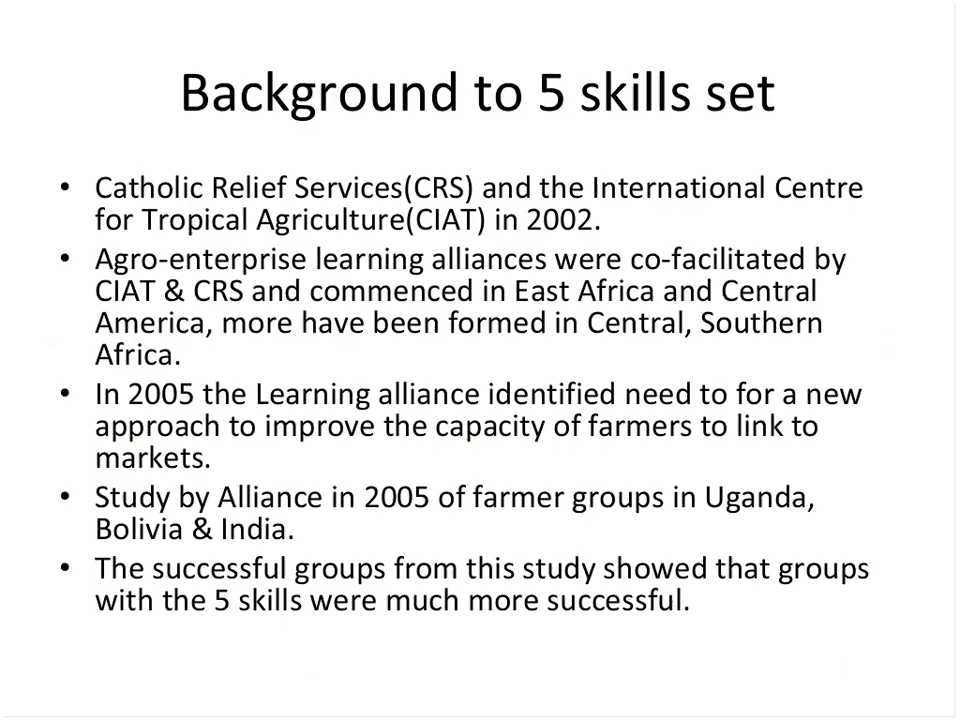 Background to 5 skills set
• Catholic Relief Services(CRS) and the International Centre
for Tropical Agriculture(CIAT) in 2002.
• Agro-enterprise learning alliances were co-facilitated by
CIAT & CRS and commenced in East Africa and Central
America, more have been formed in Central, Southern
Africa.
• In 2005 the Learning alliance identified need to for a new
approach to improve the capacity of farmers to link to
markets.
• Study by Alliance in 2005 of farmer groups in Uganda,
Bolivia & India.
• The successful groups from this study showed that groups
with the 5 skills were much more successful.